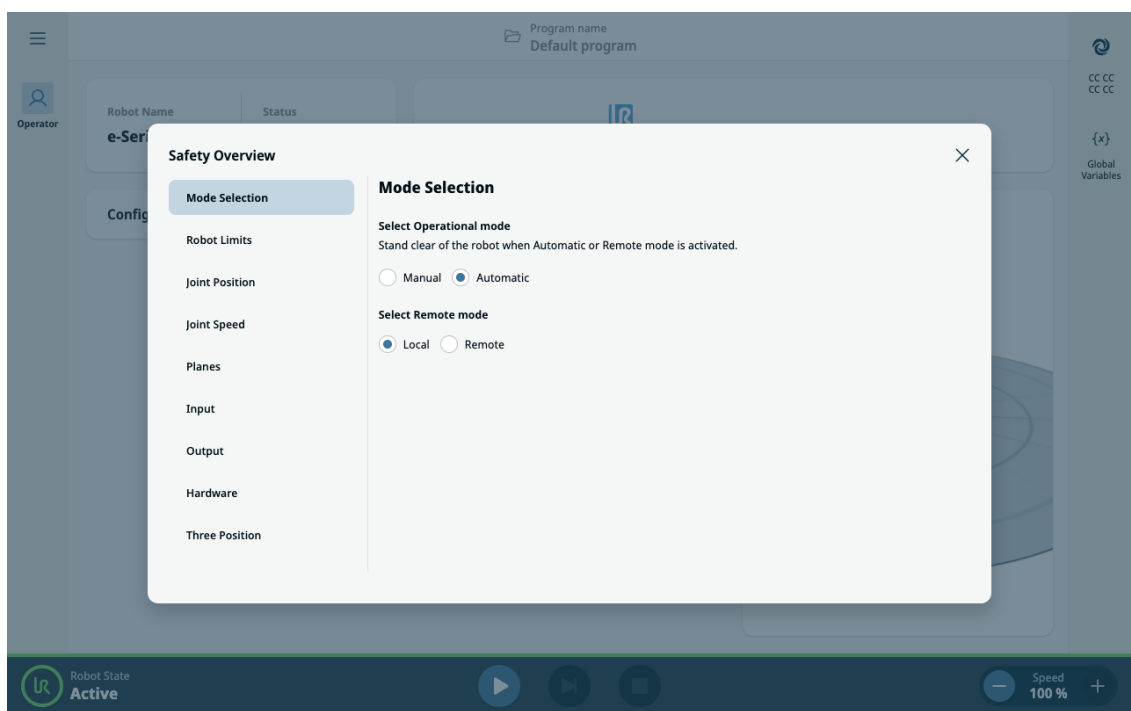 Program name
Default program
Operator
Robot Name
Status
e-Seri
Config
CC CC
CC CC
{x}
Global
Variables
Safety Overview
Mode Selection
Robot Limits
Joint Position
Joint Speed
Planes
Input
Output
Hardware
Three Position
Mode Selection
Select Operational mode
Stand clear of the robot when Automatic or Remote mode is activated.
Manual Automatic
Select Remote mode
Local Remote
Robot State
Active
Speed
100 %